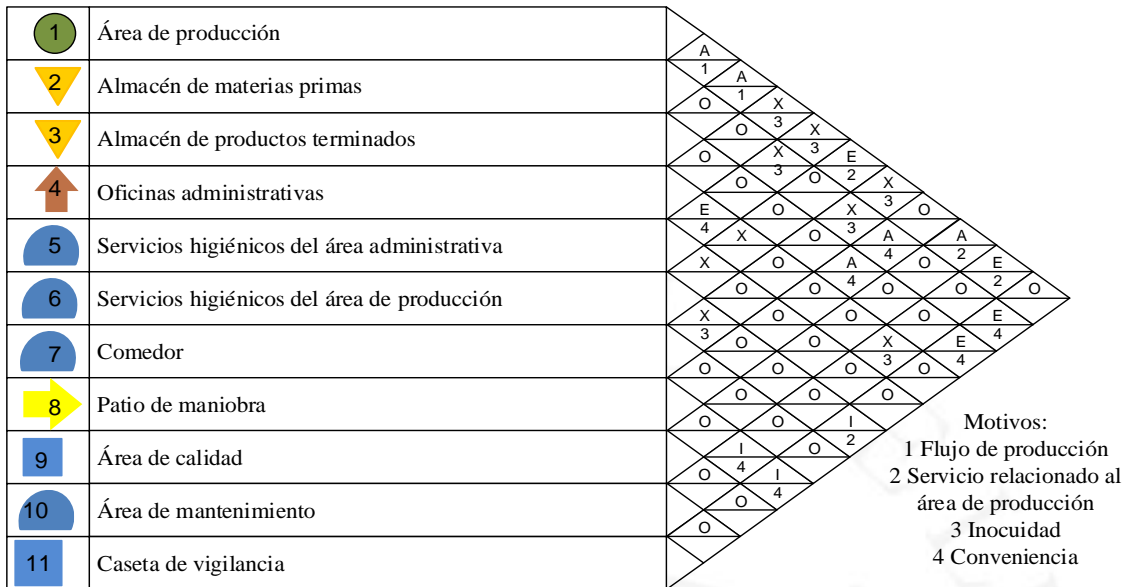 1 Área de producción
2 Almacén de materias primas
3 Almacén de productos terminados
4 Oficinas administrativas
5 Servicios higiénicos del área administrativa
6 Servicios higiénicos del área de producción
7 Comedor
8 Patio de maniobra
9 Área de calidad
10 Área de mantenimiento
11 Caseta de vigilancia
A
1
A
1
O X
3
O X
3
O X E
3 2
O O X
3
E O X O
4 3
X O A A
4 2
X O A O E
4 2
O O O O O
X O O O E
3 4
O O X E
3 4
O O O O
O O O
O O I
2
I O
4
O I
4
O
O
Motivos:
1 Flujo de producción
2 Servicio relacionado al
área de producción
3 Inocuidad
4 Conveniencia